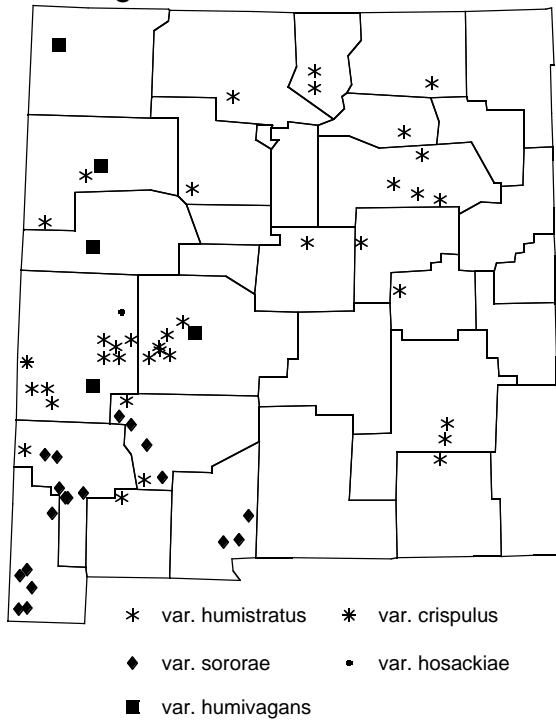 var. humistratus
var. crispulus
var. sororae
var. hosackiae
var. humivagans